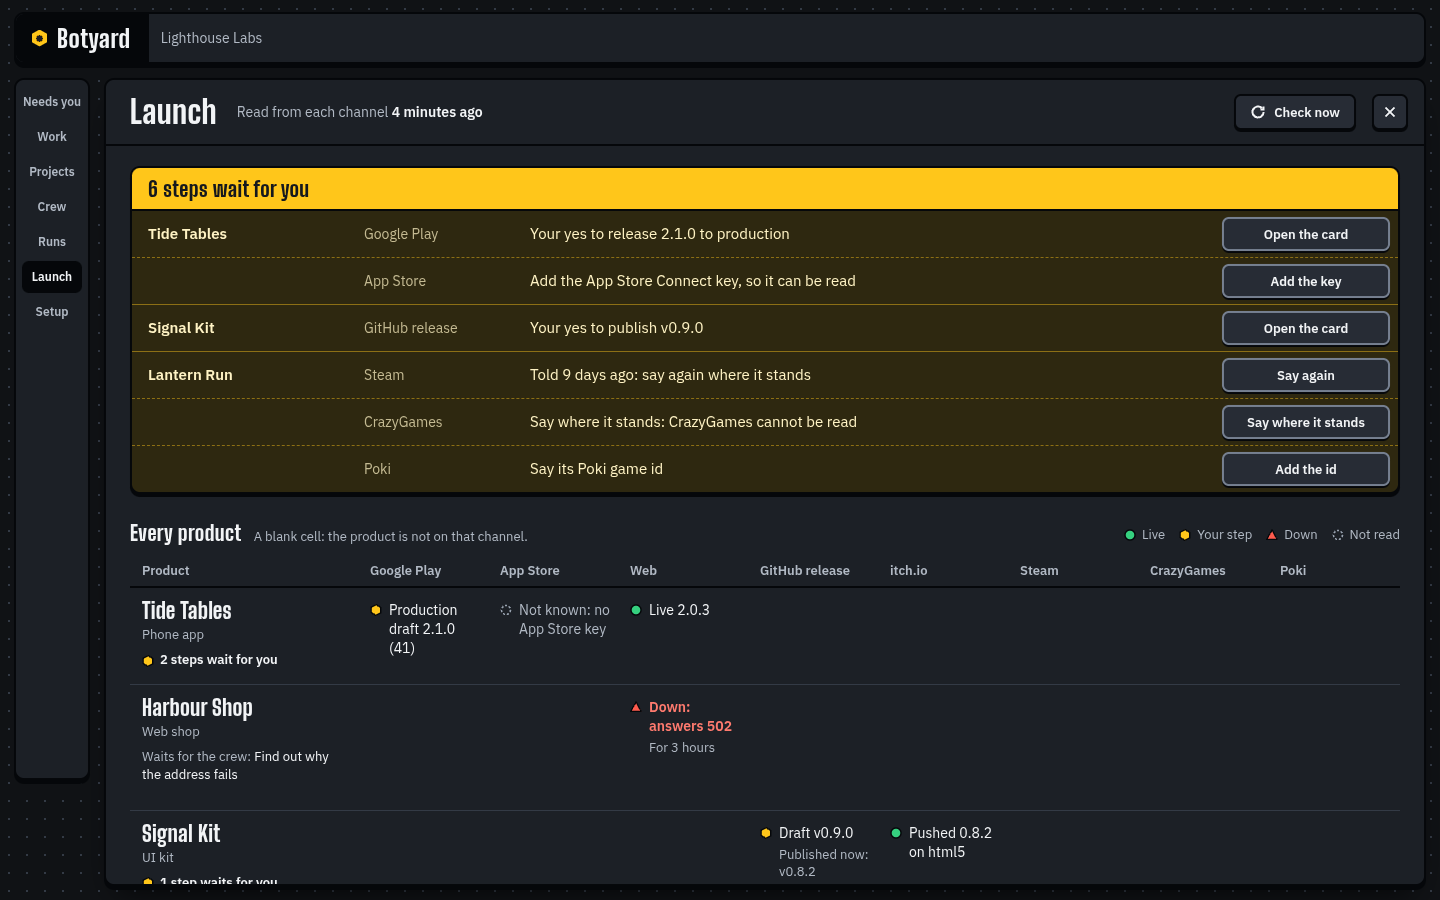 Botyard
Lighthouse Labs
Needs you
Work
Projects
Crew
Runs
Launch
Setup
Launch
Read from each channel 4 minutes ago
Check now
6 steps wait for you
Tide Tables Google Play Your yes to release 2.1.0 to production Open the card
App Store Add the App Store Connect key, so it can be read Add the key
Signal Kit GitHub release Your yes to publish v0.9.0 Open the card
Lantern Run Steam Told 9 days ago: say again where it stands Say again
CrazyGames Say where it stands: CrazyGames cannot be read Say where it stands
Poki Say its Poki game id Add the id
Every product A blank cell: the product is not on that channel.
Live Your step Down Not read
Product Google Play App Store Web GitHub release itch.io Steam CrazyGames Poki
Tide Tables
Phone app
2 steps wait for you
Production
draft 2.1.0
(41)
Not known: no
App Store key
Live 2.0.3
Harbour Shop
Web shop
Waits for the crew: Find out why
the address fails
Down:
answers 502
For 3 hours
Signal Kit
UI kit
1 step waits for you
Draft v0.9.0
Published now:
v0.8.2
Pushed 0.8.2
on html5